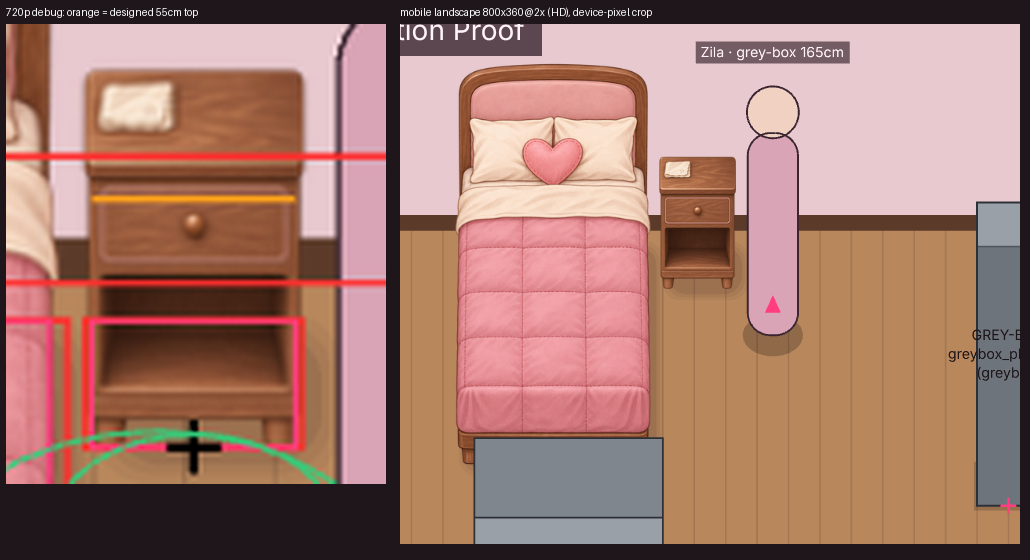 720p debug: orange = designed 55cm top
mobile landscape 800x360@2x (HD), device-pixel crop
tion Proof
Zila · grey-box 165cm
GREY-B
greybox_pl
(greyb